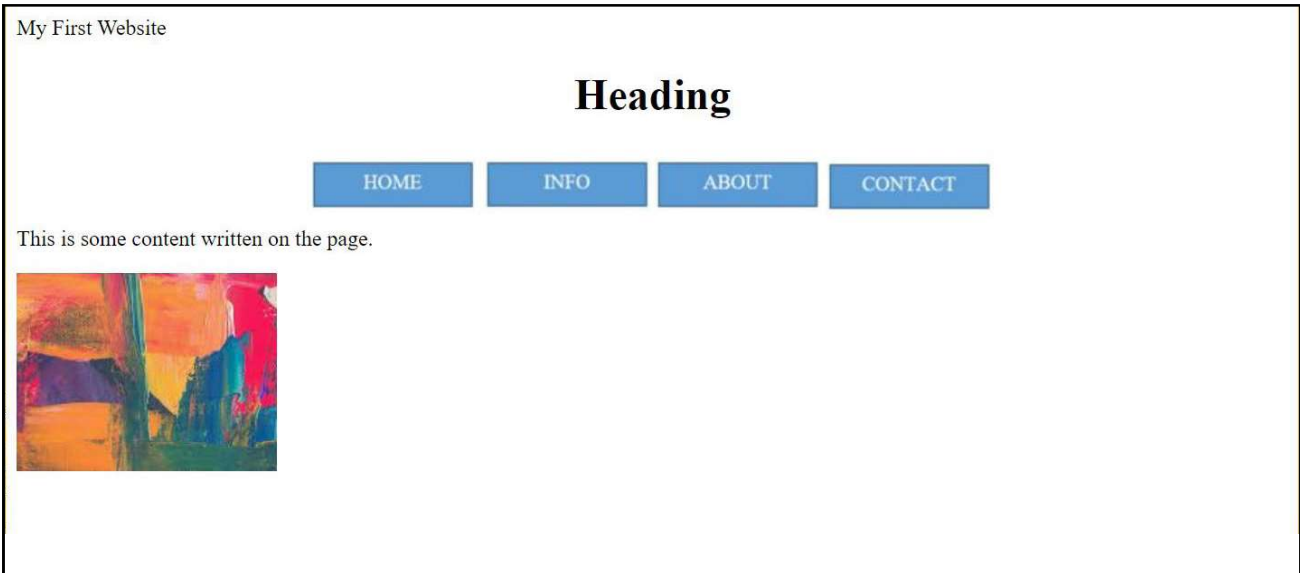 My First Website
Heading
HOME INFO ABOUT CONTACT
This is some content written on the page.